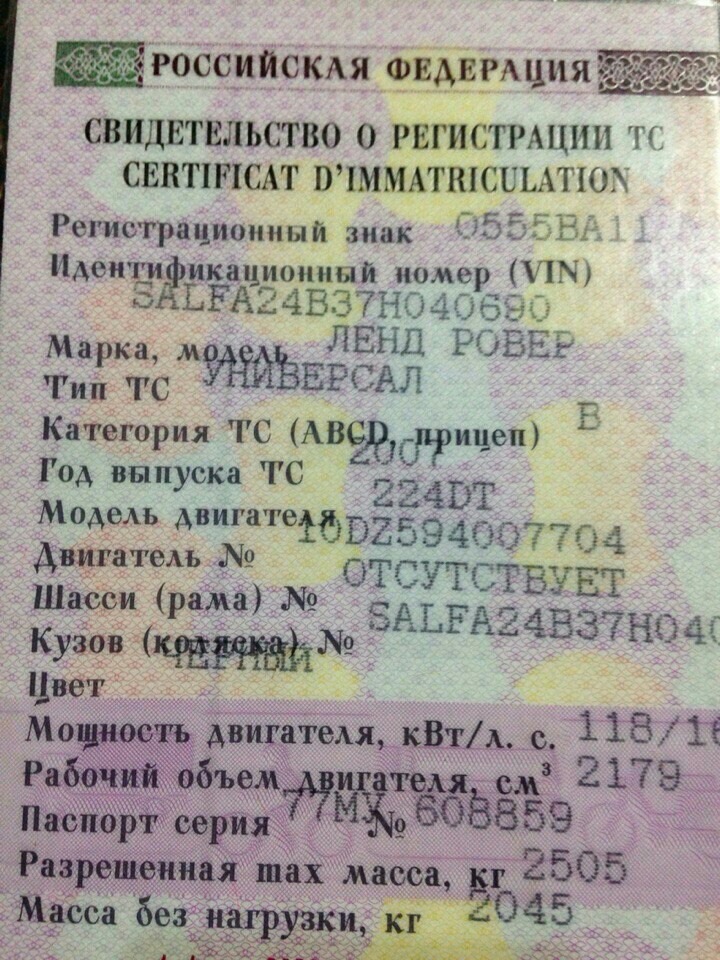 РОССИЙСКАЯ ФЕДЕРАЦИЯ
СВИДЕТЕЛЬСТВО О РЕГИСТРАЦИИ ТС
CERTIFICAT D'IMMATRICULATION
Регистрационный знак О555ВА11
Идентификационный номер (VIN)
SALFA24B37H040690
Марка, модель ЛЕНД РОВЕР
Тип ТС УНИВЕРСАЛ
Категория ТС (ABCD, прицеп) B
Год выпуска ТС 2007
Модель двигателя 224DT
Двигатель № 10DZ594007704
Шасси (рама) № ОТСУТСТВУЕТ
Кузов (коляска) № SALFA24B37H040
Цвет ЧЕРНЫЙ
Мощность двигателя, кВт/л. с. 118/16
Рабочий объем двигателя, см³ 2179
Паспорт серия 77МУ № 608859
Разрешенная max масса, кг 2505
Масса без нагрузки, кг 2045